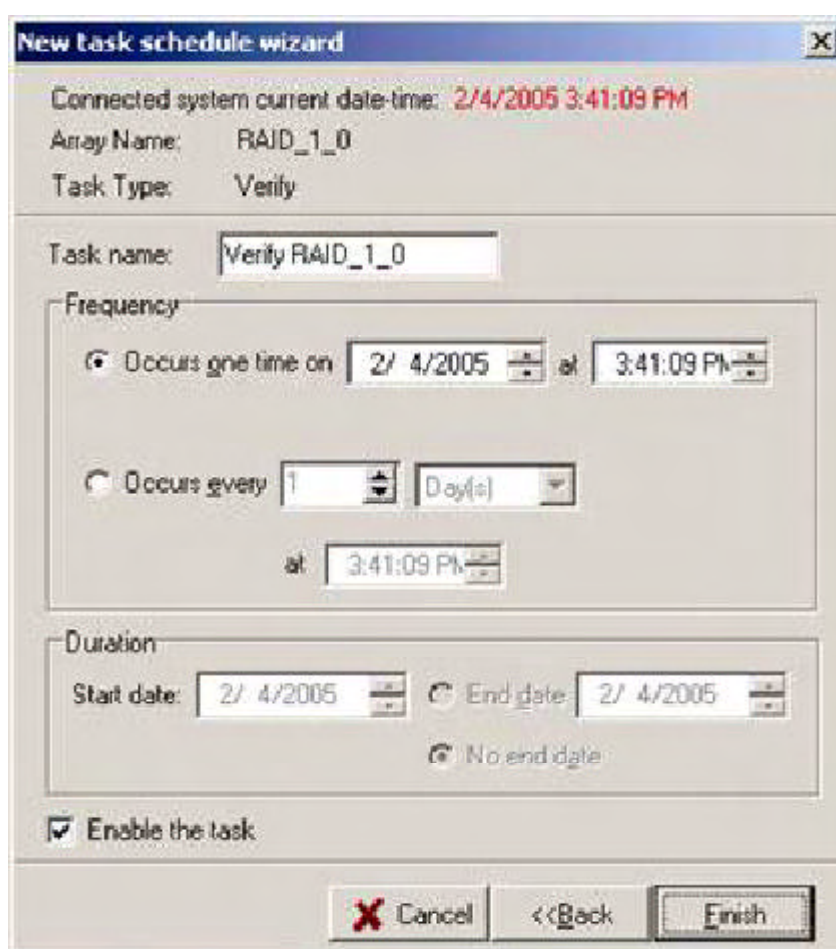 New task schedule wizard
Connected system current date-time: 2/4/2005 3:41:09 PM
Array Name: RAID_1_0
Task Type: Verify
Task name: Verify RAID_1_0
Frequency
Occurs one time on 2/ 4/2005 at 3:41:09 PM
Occurs every 1 Day(s)
at 3:41:09 PM
Duration
Start date: 2/ 4/2005 End date 2/ 4/2005
No end date
Enable the task
Cancel <<Back Finish